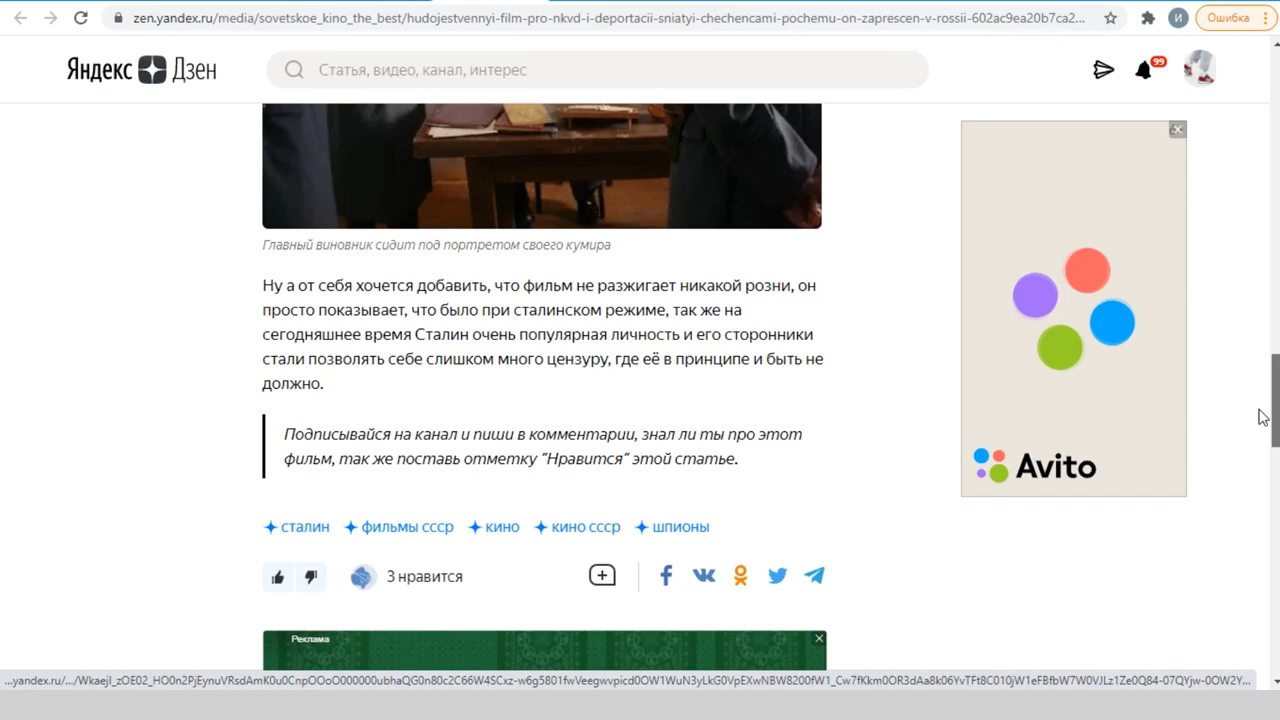 zen.yandex.ru/media/sovetskoe_kino_the_best/hudojestvennyi-film-pro-nkvd-i-deportacii-sniatyi-chechencami-pochemu-on-zaprescen-v-rossii-602ac9ea20b7ca2...
И
Ошибка
Яндекс Дзен
Статья, видео, канал, интерес
99
Главный виновник сидит под портретом своего кумира
Ну а от себя хочется добавить, что фильм не разжигает никакой розни, он
просто показывает, что было при сталинском режиме, так же на
сегодняшнее время Сталин очень популярная личность и его сторонники
стали позволять себе слишком много цензуру, где её в принципе и быть не
должно.
Подписывайся на канал и пиши в комментарии, знал ли ты про этот
фильм, так же поставь отметку "Нравится" этой статье.
Avito
сталин фильмы ссср кино кино ссср шпионы
3 нравится
Реклама